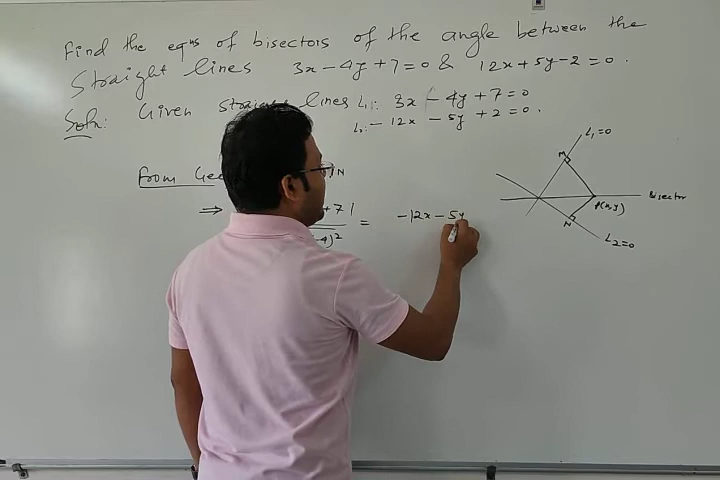 Find the eqns of bisectors of the angle between the
straight lines 3x - 4y + 7 = 0 & 12x + 5y - 2 = 0 .
Soln: Given straight lines L₁: 3x - 4y + 7 = 0
L₂: - 12x - 5y + 2 = 0 .
From
⇒ + 7 | = - 12x - 5y
4)²
L₁=0
M
Bisector
P(x,y)
N
L₂=0